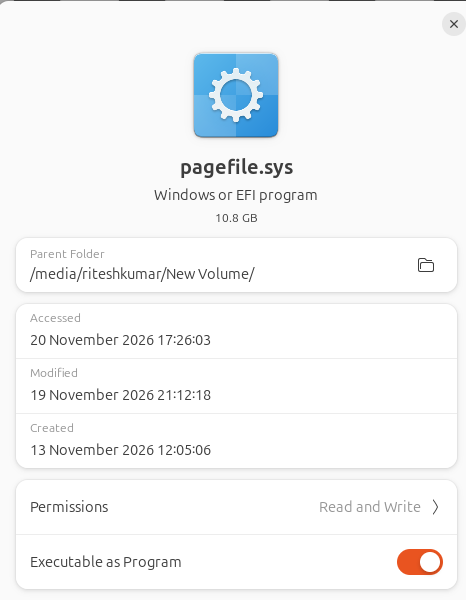 pagefile.sys
Windows or EFI program
10.8 GB
Parent Folder
/media/riteshkumar/New Volume/
Accessed
20 November 2026 17:26:03
Modified
19 November 2026 21:12:18
Created
13 November 2026 12:05:06
Permissions
Read and Write
Executable as Program